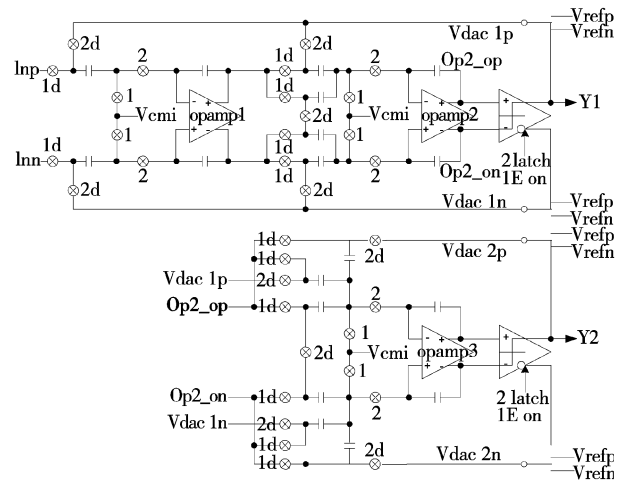 Vrefp
Vdac 1p
Vrefn
2d
2d
Inp
2
1d
2
Op2_op
1d
1d
1
1
Y1
Vcmi
opamp1
2d
Vcmi
opamp2
1
1
1d
Inn
1d
2 latch
1E on
2
1d
2
Op2_on
2d
2d
Vdac 1n
Vrefp
Vrefn
Vrefp
1d
Vdac 2p
Vrefn
1d
2d
Vdac 1p
2d
Op2_op
1d
2
1
Y2
2d
Vcmi
opamp3
1
Op2_on
1d
2 latch
1E on
Vdac 1n
2d
2
1d
2d
1d
Vdac 2n
Vrefp
Vrefn